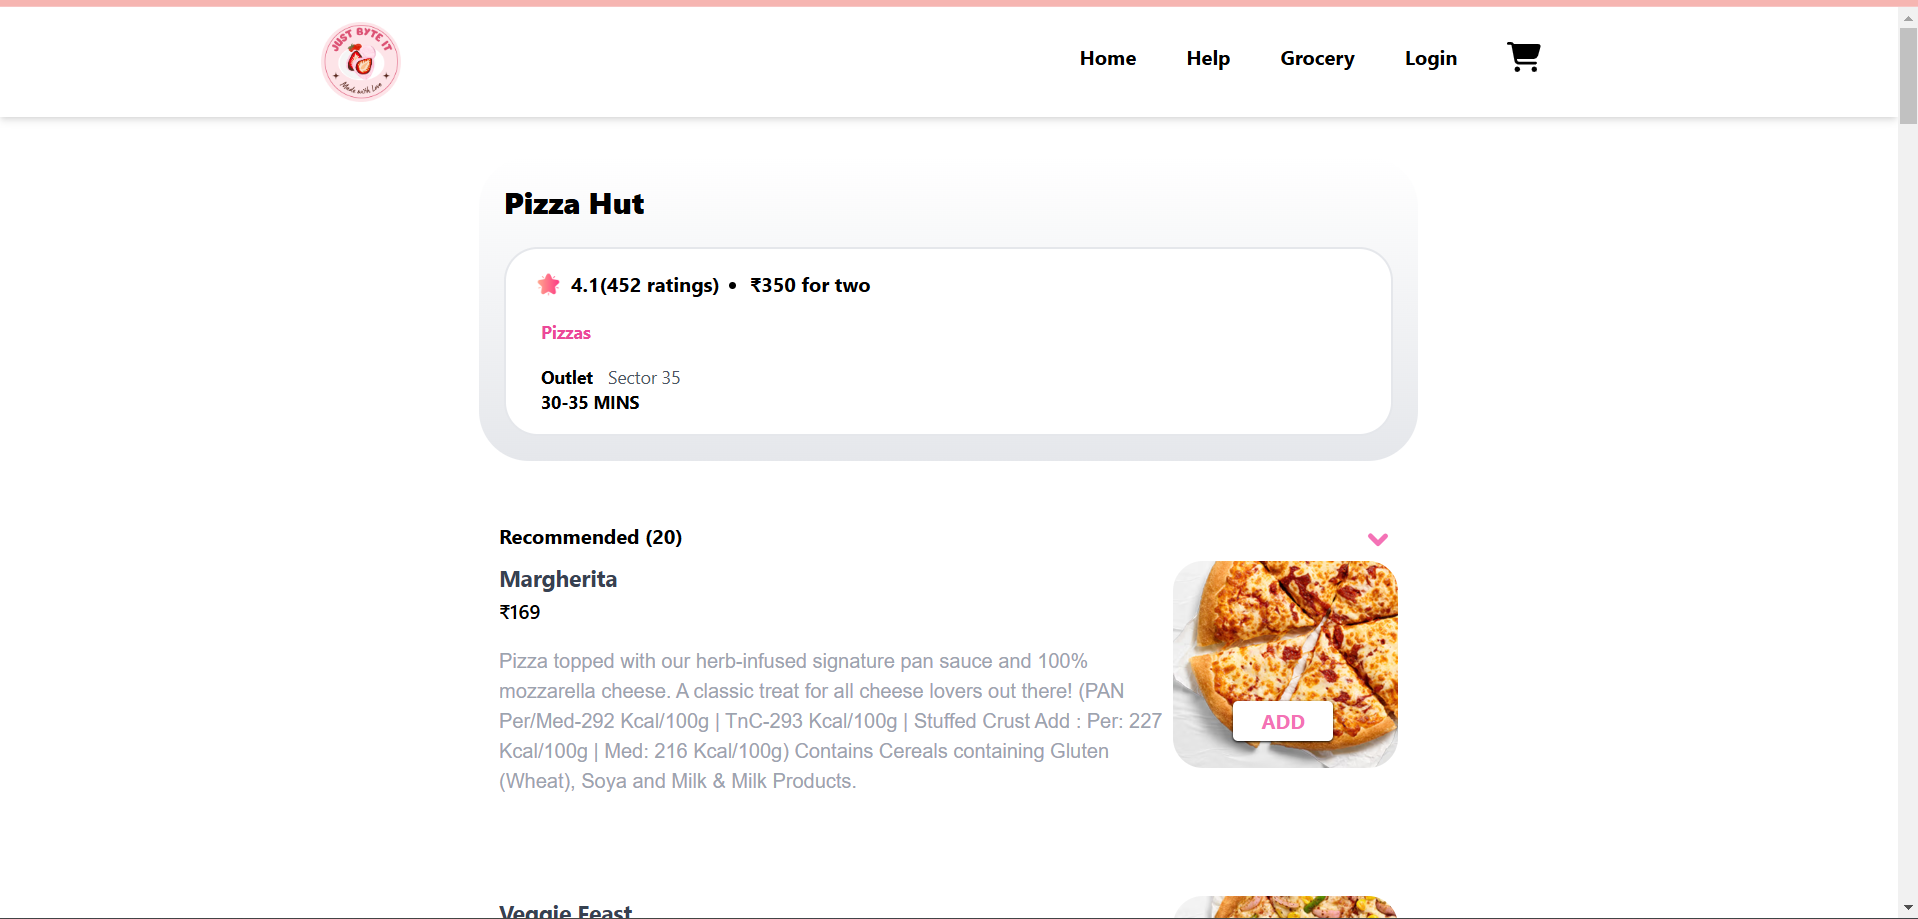 JUST BYTE IT
Made with Love
Home Help Grocery Login
Pizza Hut
4.1(452 ratings) • ₹350 for two
Pizzas
Outlet Sector 35
30-35 MINS
Recommended (20)
Margherita
₹169
Pizza topped with our herb-infused signature pan sauce and 100%
mozzarella cheese. A classic treat for all cheese lovers out there! (PAN
Per/Med-292 Kcal/100g | TnC-293 Kcal/100g | Stuffed Crust Add : Per: 227
Kcal/100g | Med: 216 Kcal/100g) Contains Cereals containing Gluten
(Wheat), Soya and Milk & Milk Products.
ADD
Veggie Feast